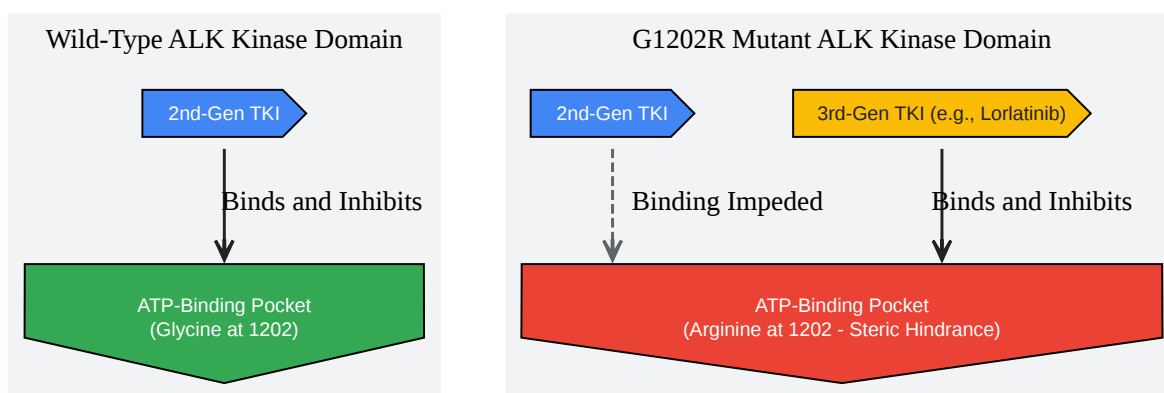 Wild-Type ALK Kinase Domain
2nd-Gen TKI
Binds and Inhibits
ATP-Binding Pocket
(Glycine at 1202)
G1202R Mutant ALK Kinase Domain
2nd-Gen TKI
3rd-Gen TKI (e.g., Lorlatinib)
Binding Impeded
Binds and Inhibits
ATP-Binding Pocket
(Arginine at 1202 - Steric Hindrance)